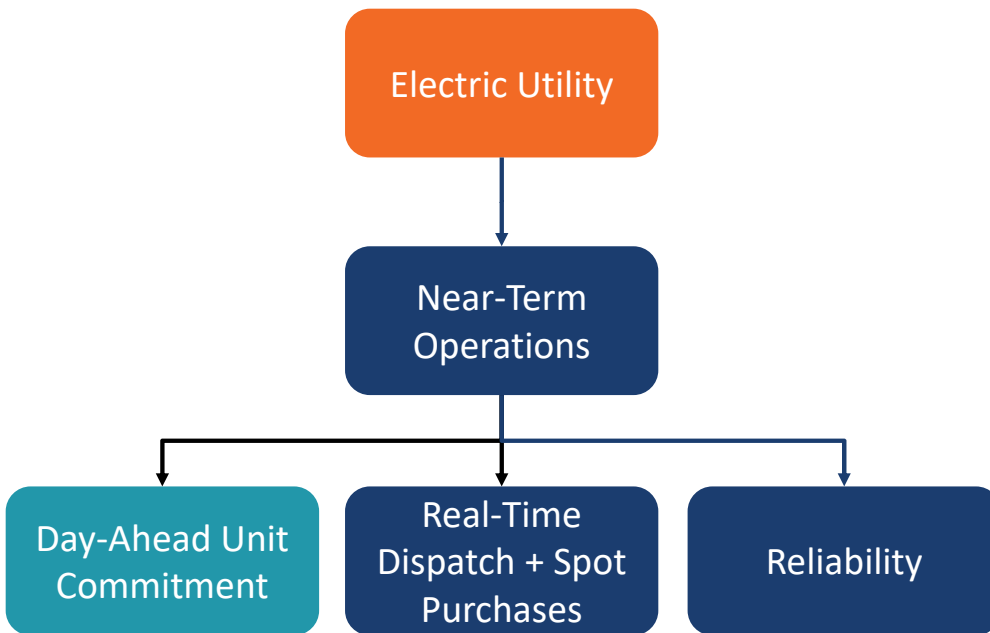 Electric Utility
Near-Term
Operations
Day-Ahead Unit
Commitment
Real-Time
Dispatch + Spot
Purchases
Reliability